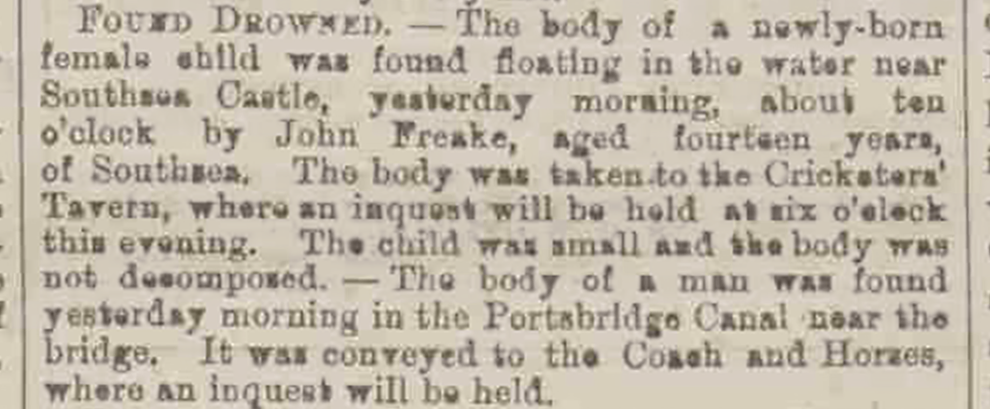 FOUND DROWNED. — The body of a newly-born
female child was found floating in the water near
Southsea Castle, yesterday morning, about ten
o'clock by John Freake, aged fourteen years,
of Southsea. The body was taken to the Cricketers'
Tavern, where an inquest will be held at six o'clock
this evening. The child was small and the body was
not decomposed. — The body of a man was found
yesterday morning in the Portsbridge Canal near the
bridge. It was conveyed to the Coach and Horses,
where an inquest will be held.